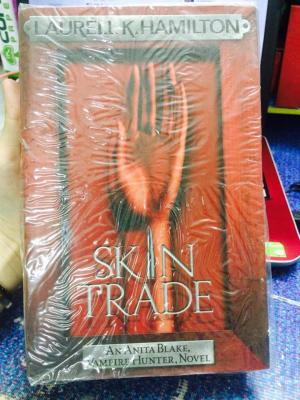 LAURELL K. HAMILTON
SKIN
TRADE
AN ANITA BLAKE,
VAMPIRE HUNTER, NOVEL